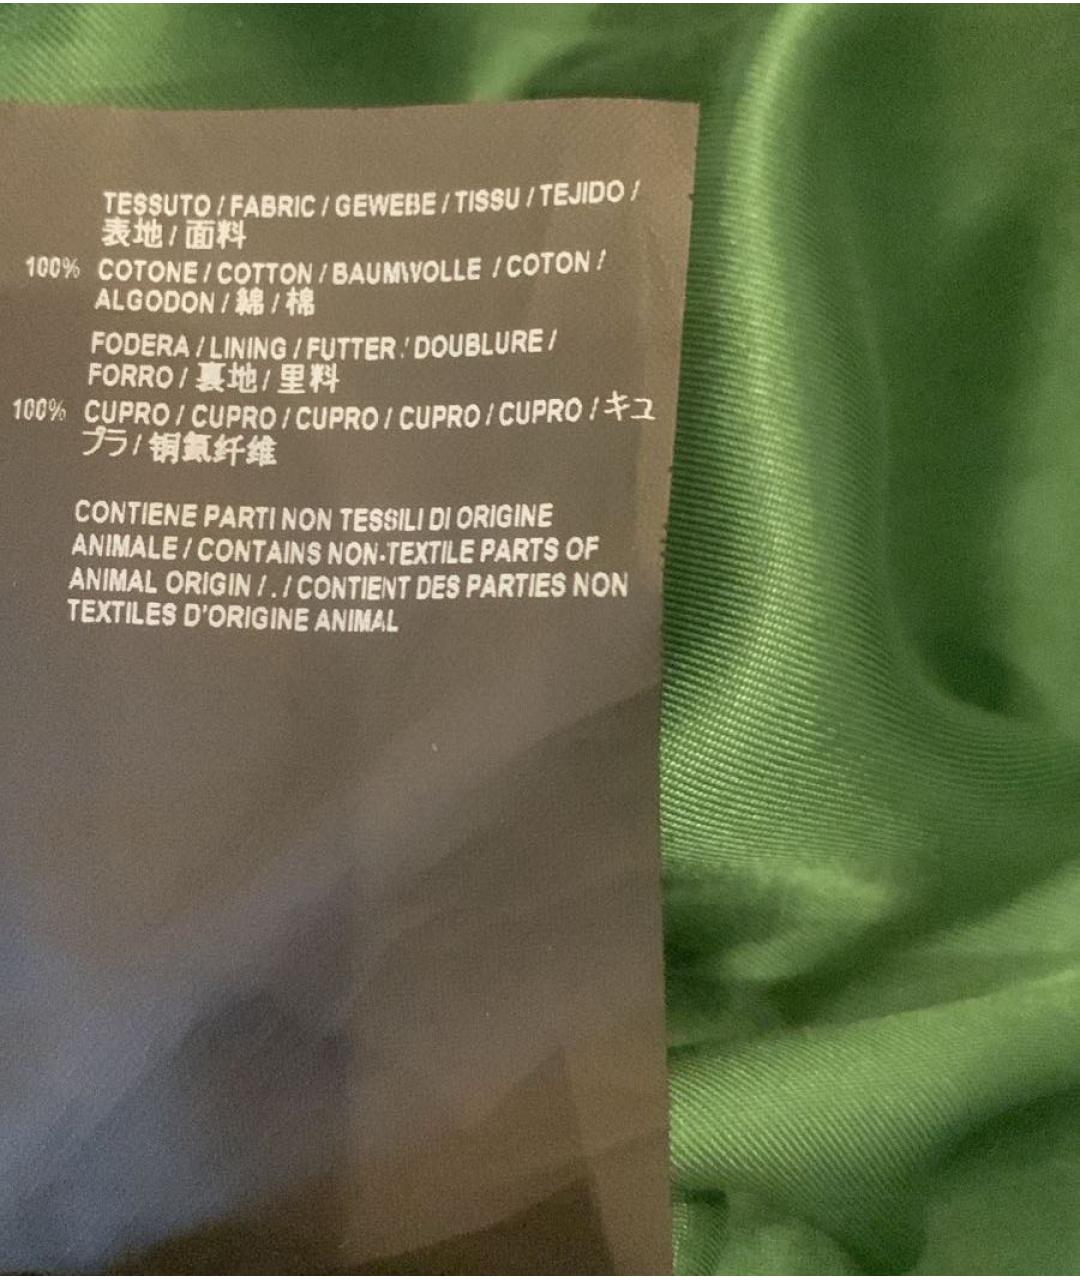 TESSUTO / FABRIC / GEWEBE / TISSU / TEJIDO /
表地 / 面料
100% COTONE / COTTON / BAUMWOLLE / COTON /
ALGODON / 綿 / 棉
FODERA / LINING / FUTTER / DOUBLURE /
FORRO / 裏地 / 里料
100% CUPRO / CUPRO / CUPRO / CUPRO / CUPRO / キュ
プラ / 铜氨纤维
CONTIENE PARTI NON TESSILI DI ORIGINE
ANIMALE / CONTAINS NON-TEXTILE PARTS OF
ANIMAL ORIGIN / . / CONTIENT DES PARTIES NON
TEXTILES D'ORIGINE ANIMAL